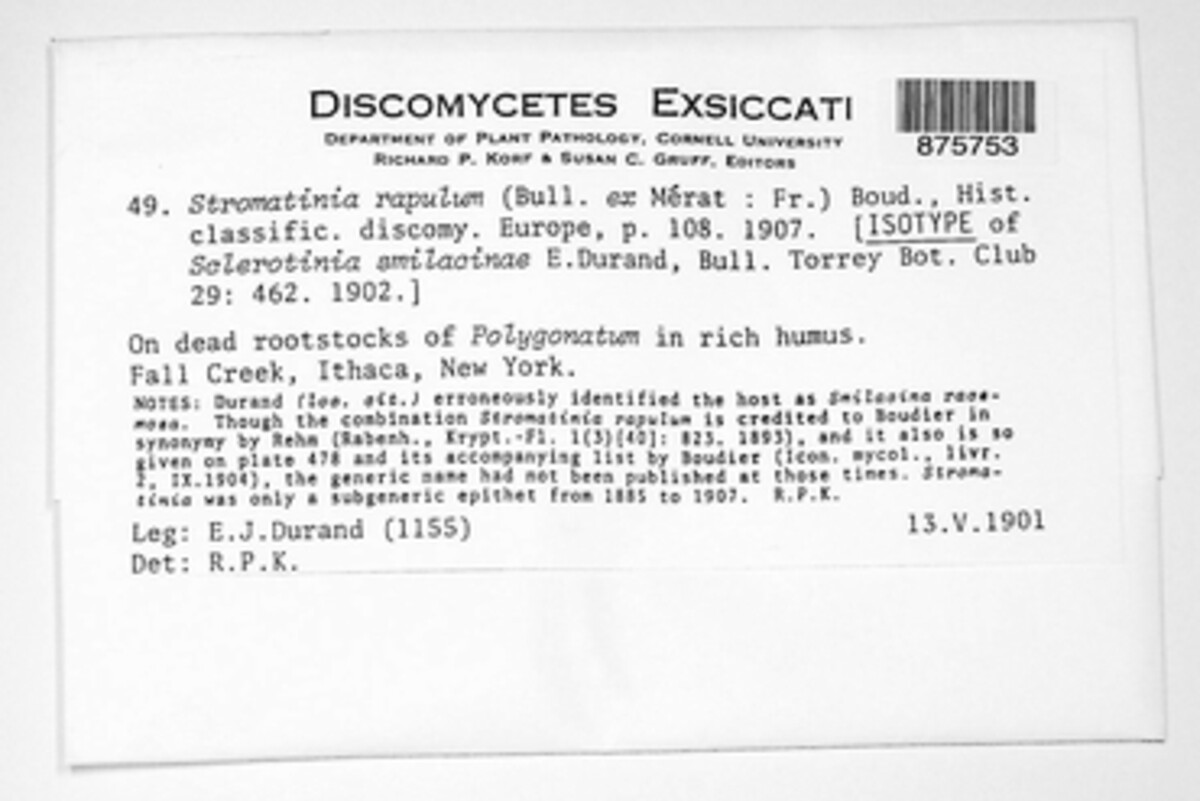 DISCOMYCETES EXSICCATI
DEPARTMENT OF PLANT PATHOLOGY, CORNELL UNIVERSITY
RICHARD P. KORF & SUSAN C. GRUFF, EDITORS
875753
49. Stromatinia rapulum (Bull. ex Mérat : Fr.) Boud., Hist.
classific. discomy. Europe, p. 108. 1907. [ISOTYPE of
Sclerotinia smilacinae E.Durand, Bull. Torrey Bot. Club
29: 462. 1902.]
On dead rootstocks of Polygonatum in rich humus.
Fall Creek, Ithaca, New York.
NOTES: Durand (loc. cit.) erroneously identified the host as Smilacina race-
mosa. Though the combination Stromatinia rapulum is credited to Boudier in
synonymy by Rehm (Rabenh., Krypt.-Fl. 1(3)[40]: 823. 1893), and it also is so
given on plate 478 and its accompanying list by Boudier (Icon. mycol., livr.
2, IX.1904), the generic name had not been published at those times. Stroma-
tinia was only a subgeneric epithet from 1885 to 1907. R.P.K.
Leg: E.J.Durand (1155)
13.V.1901
Det: R.P.K.